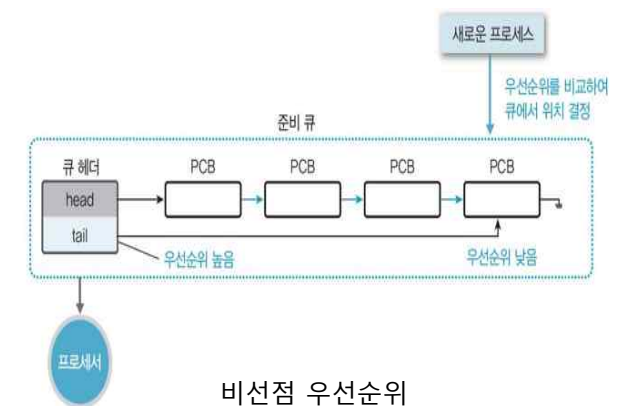 새로운 프로세스
우선순위를 비교하여
큐에서 위치 결정
준비 큐
큐 헤더
PCB
PCB
PCB
PCB
head
tail
우선순위 높음
우선순위 낮음
프로세서
비선점 우선순위